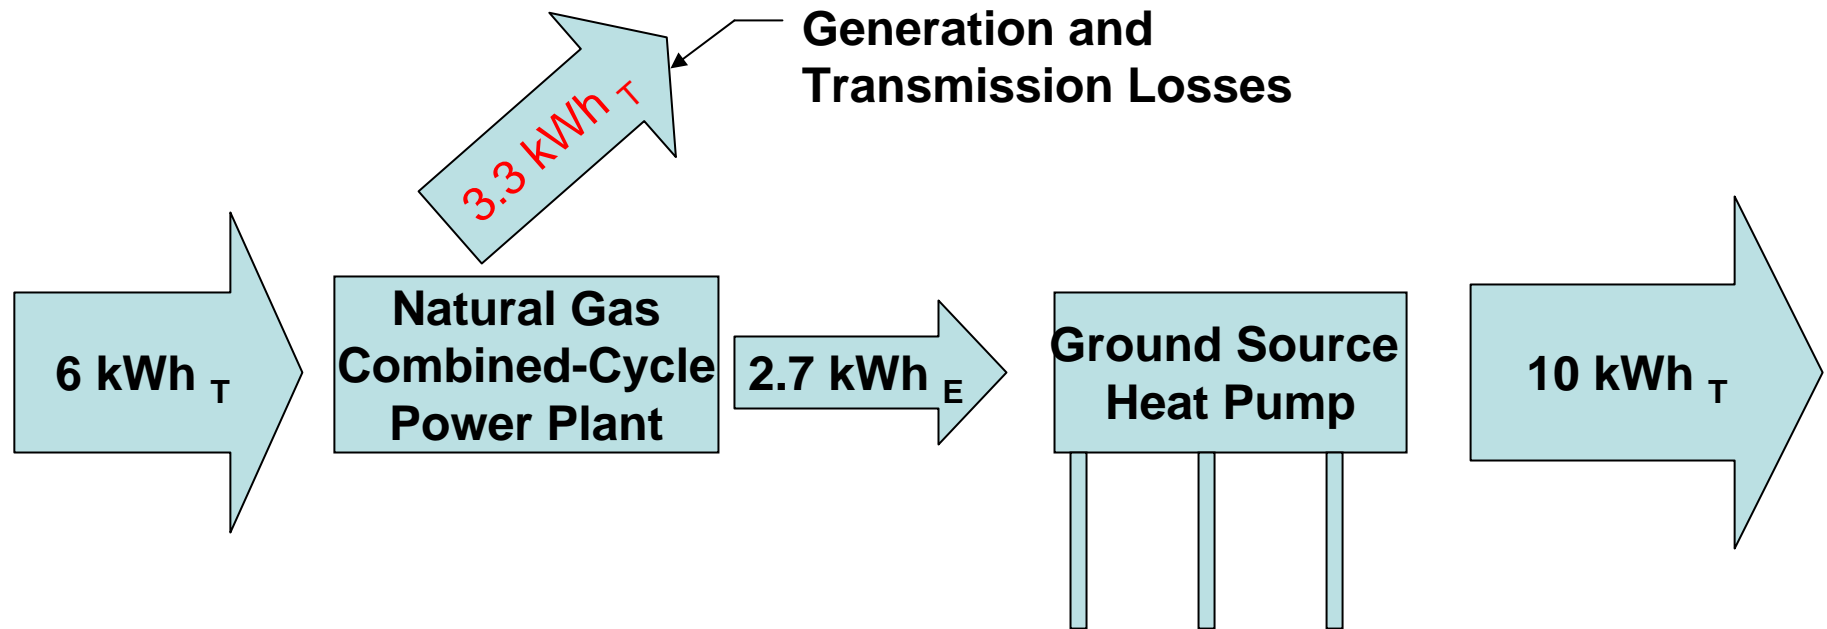 Generation and
Transmission Losses
3.3 kWh T
6 kWh T
Natural Gas
Combined-Cycle
Power Plant
2.7 kWh E
Ground Source
Heat Pump
10 kWh T